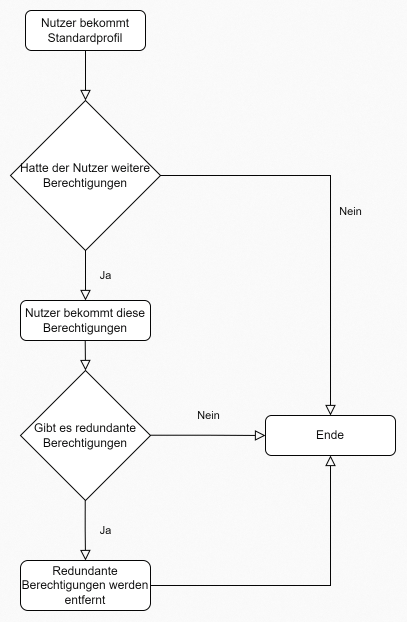 Nutzer bekommt
Standardprofil
Hatte der Nutzer weitere
Berechtigungen
Nein
Ja
Nutzer bekommt diese
Berechtigungen
Gibt es redundante
Berechtigungen
Nein
Ende
Ja
Redundante
Berechtigungen werden
entfernt